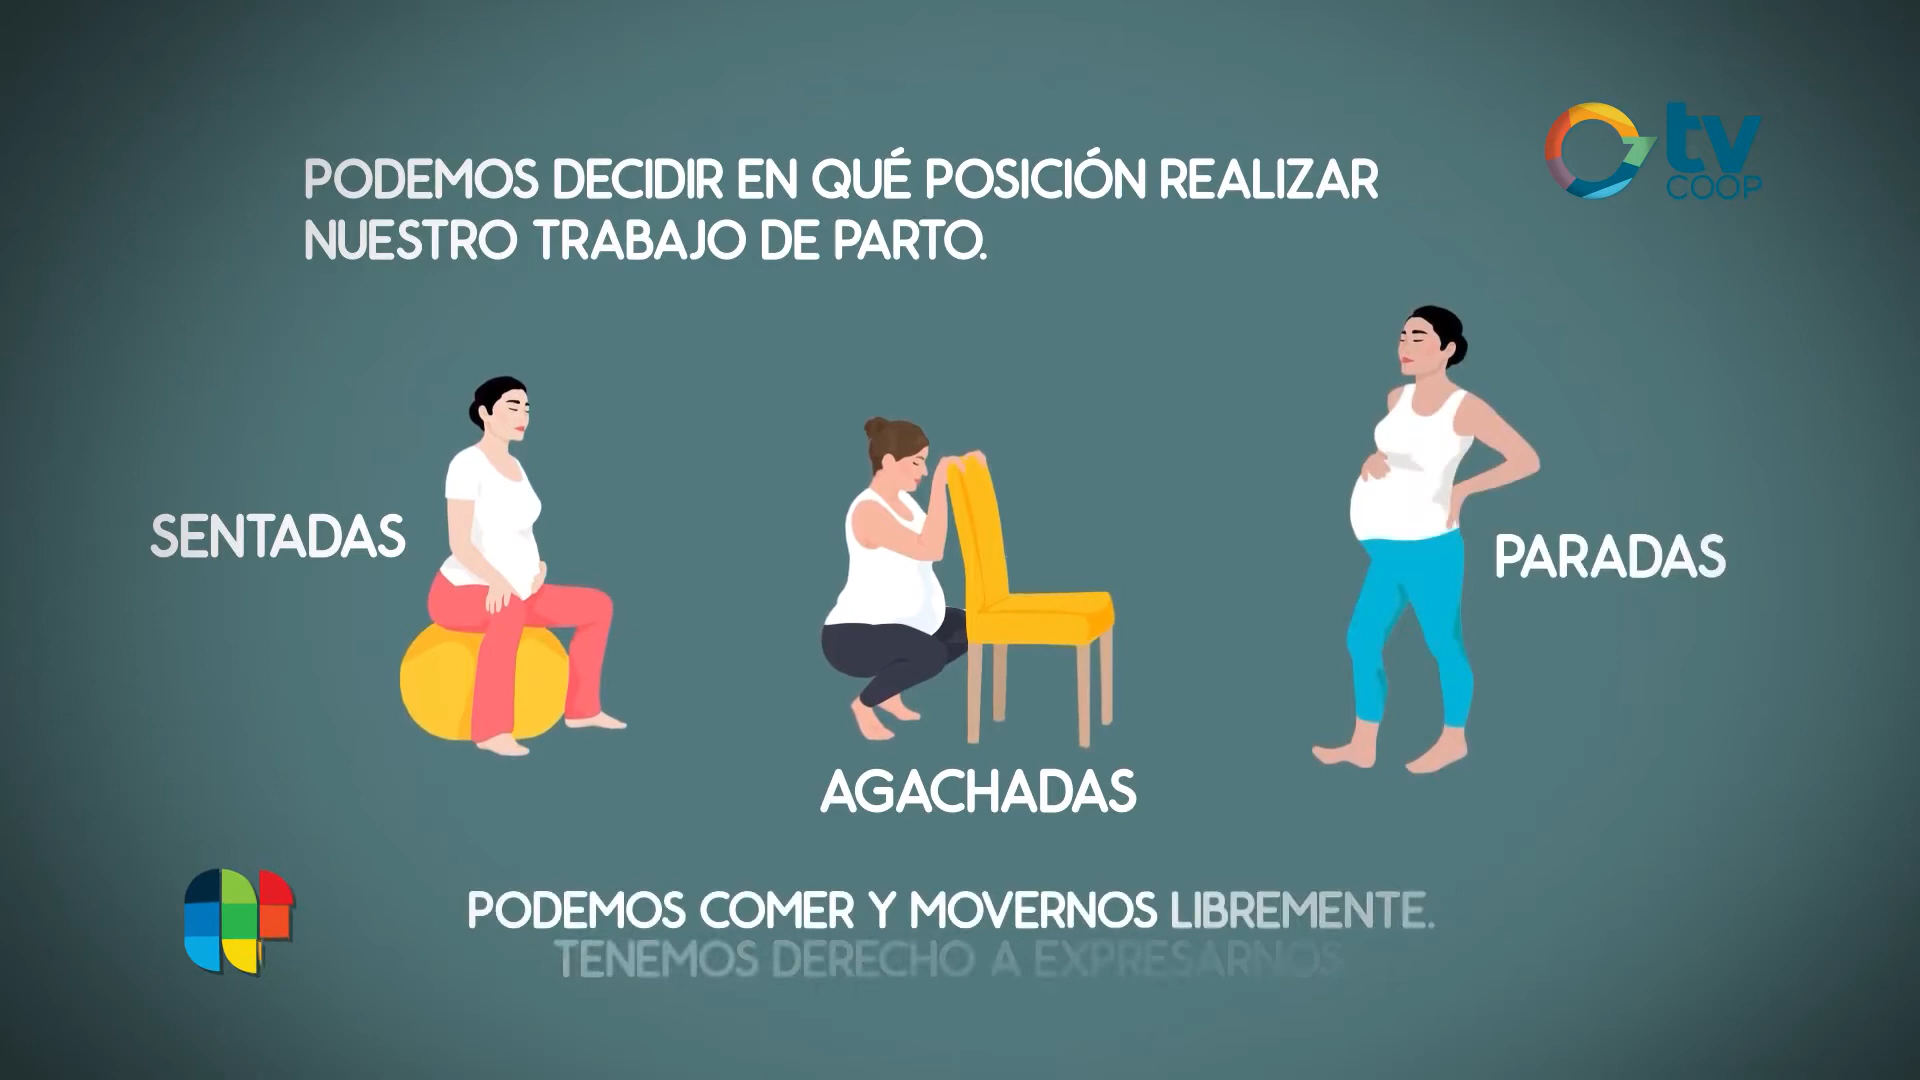 PODEMOS DECIDIR EN QUÉ POSICIÓN REALIZAR
NUESTRO TRABAJO DE PARTO.
tv
COOP
SENTADAS
AGACHADAS
PARADAS
PODEMOS COMER Y MOVERNOS LIBREMENTE.
TENEMOS DERECHO A EXPRESARNOS